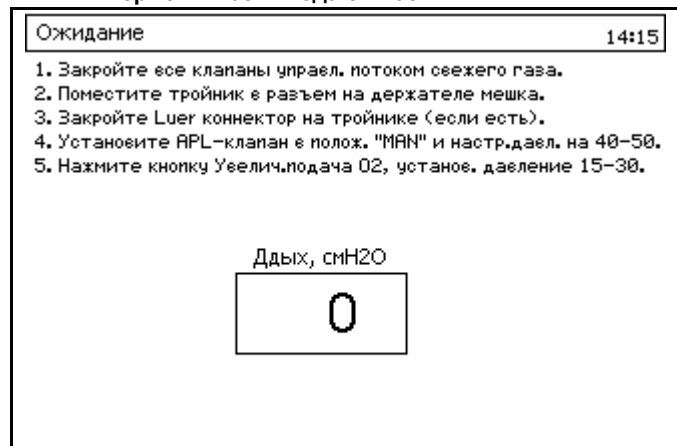 Ожидание 14:15
1. Закройте все клапаны управл. потоком свежего газа.
2. Поместите тройник в разъем на держателе мешка.
3. Закройте Luer коннектор на тройнике (если есть).
4. Установите APL-клапан в полож. "MAN" и настр.давл. на 40-50.
5. Нажмите кнопку Увелич.подача O2, установ. давление 15-30.
Ддых, смH2O
0